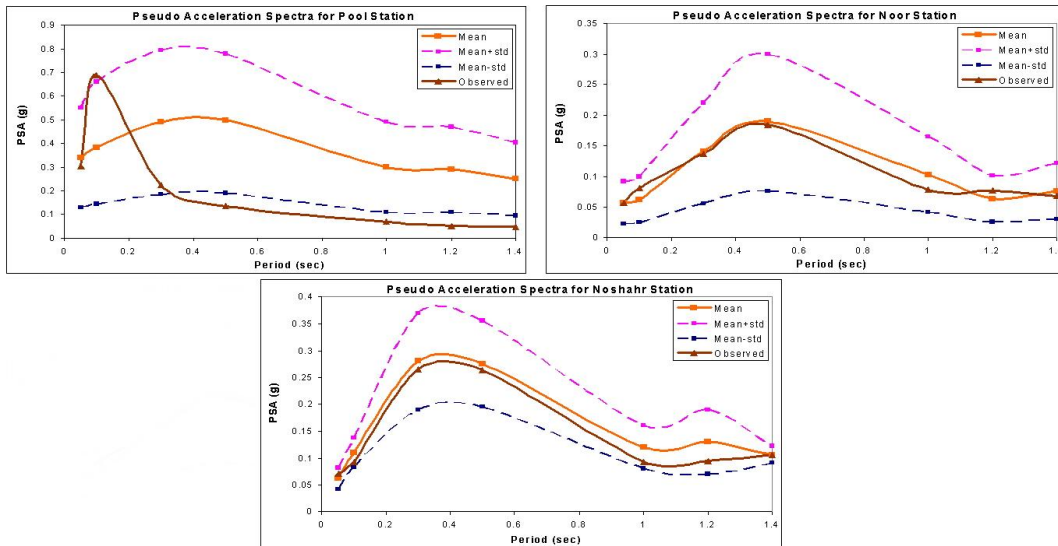 Pseudo Acceleration Spectra for Pool Station
0.9
0.8
0.7
0.6
0.5
0.4
0.3
0.2
0.1
0
PSA (g)
Mean
Mean+std
Mean-std
Observed
0 0.2 0.4 0.6 0.8 1 1.2 1.4
Period (sec)
Pseudo Acceleration Spectra for Noor Station
0.35
0.3
0.25
0.2
0.15
0.1
0.05
0
PSA (g)
Mean
Mean+std
Mean-std
Observed
0 0.2 0.4 0.6 0.8 1 1.2 1.4
Period (sec)
Pseudo Acceleration Spectra for Noshahr Station
0.4
0.35
0.3
0.25
0.2
0.15
0.1
0.05
0
PSA (g)
Mean
Mean+std
Mean-std
Observed
0 0.2 0.4 0.6 0.8 1 1.2 1.4
Period (sec)